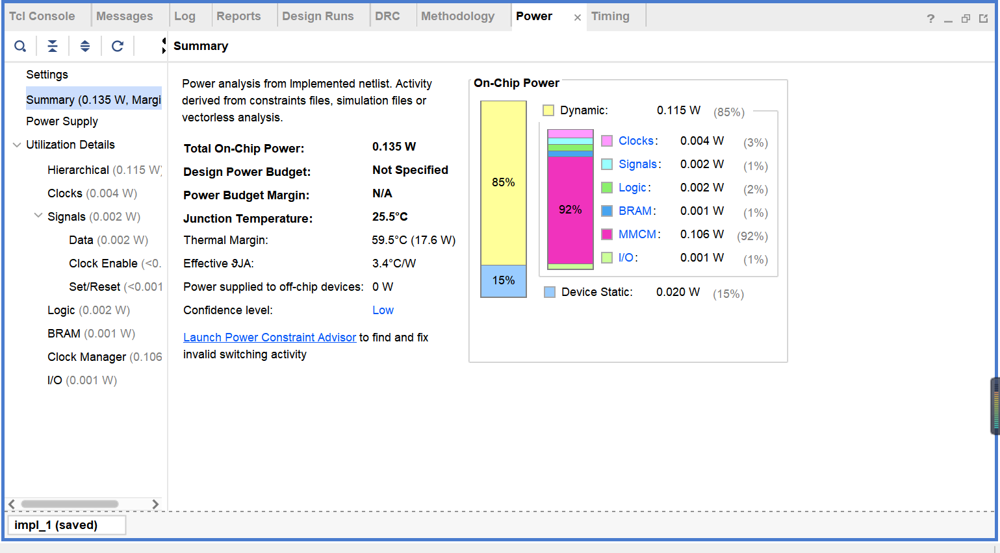 Tcl Console Messages Log Reports Design Runs DRC Methodology Power × Timing ?
Summary
Settings
Summary (0.135 W, Margi
Power Supply
Utilization Details
Hierarchical (0.115 W)
Clocks (0.004 W)
Signals (0.002 W)
Data (0.002 W)
Clock Enable (<0.
Set/Reset (<0.001
Logic (0.002 W)
BRAM (0.001 W)
Clock Manager (0.106
I/O (0.001 W)
Power analysis from Implemented netlist. Activity
derived from constraints files, simulation files or
vectorless analysis.
Total On-Chip Power: 0.135 W
Design Power Budget: Not Specified
Power Budget Margin: N/A
Junction Temperature: 25.5°C
Thermal Margin: 59.5°C (17.6 W)
Effective ϑJA: 3.4°C/W
Power supplied to off-chip devices: 0 W
Confidence level: Low
Launch Power Constraint Advisor to find and fix
invalid switching activity
On-Chip Power
85%
15%
Dynamic: 0.115 W (85%)
92%
Clocks: 0.004 W (3%)
Signals: 0.002 W (1%)
Logic: 0.002 W (2%)
BRAM: 0.001 W (1%)
MMCM: 0.106 W (92%)
I/O: 0.001 W (1%)
Device Static: 0.020 W (15%)
impl_1 (saved)